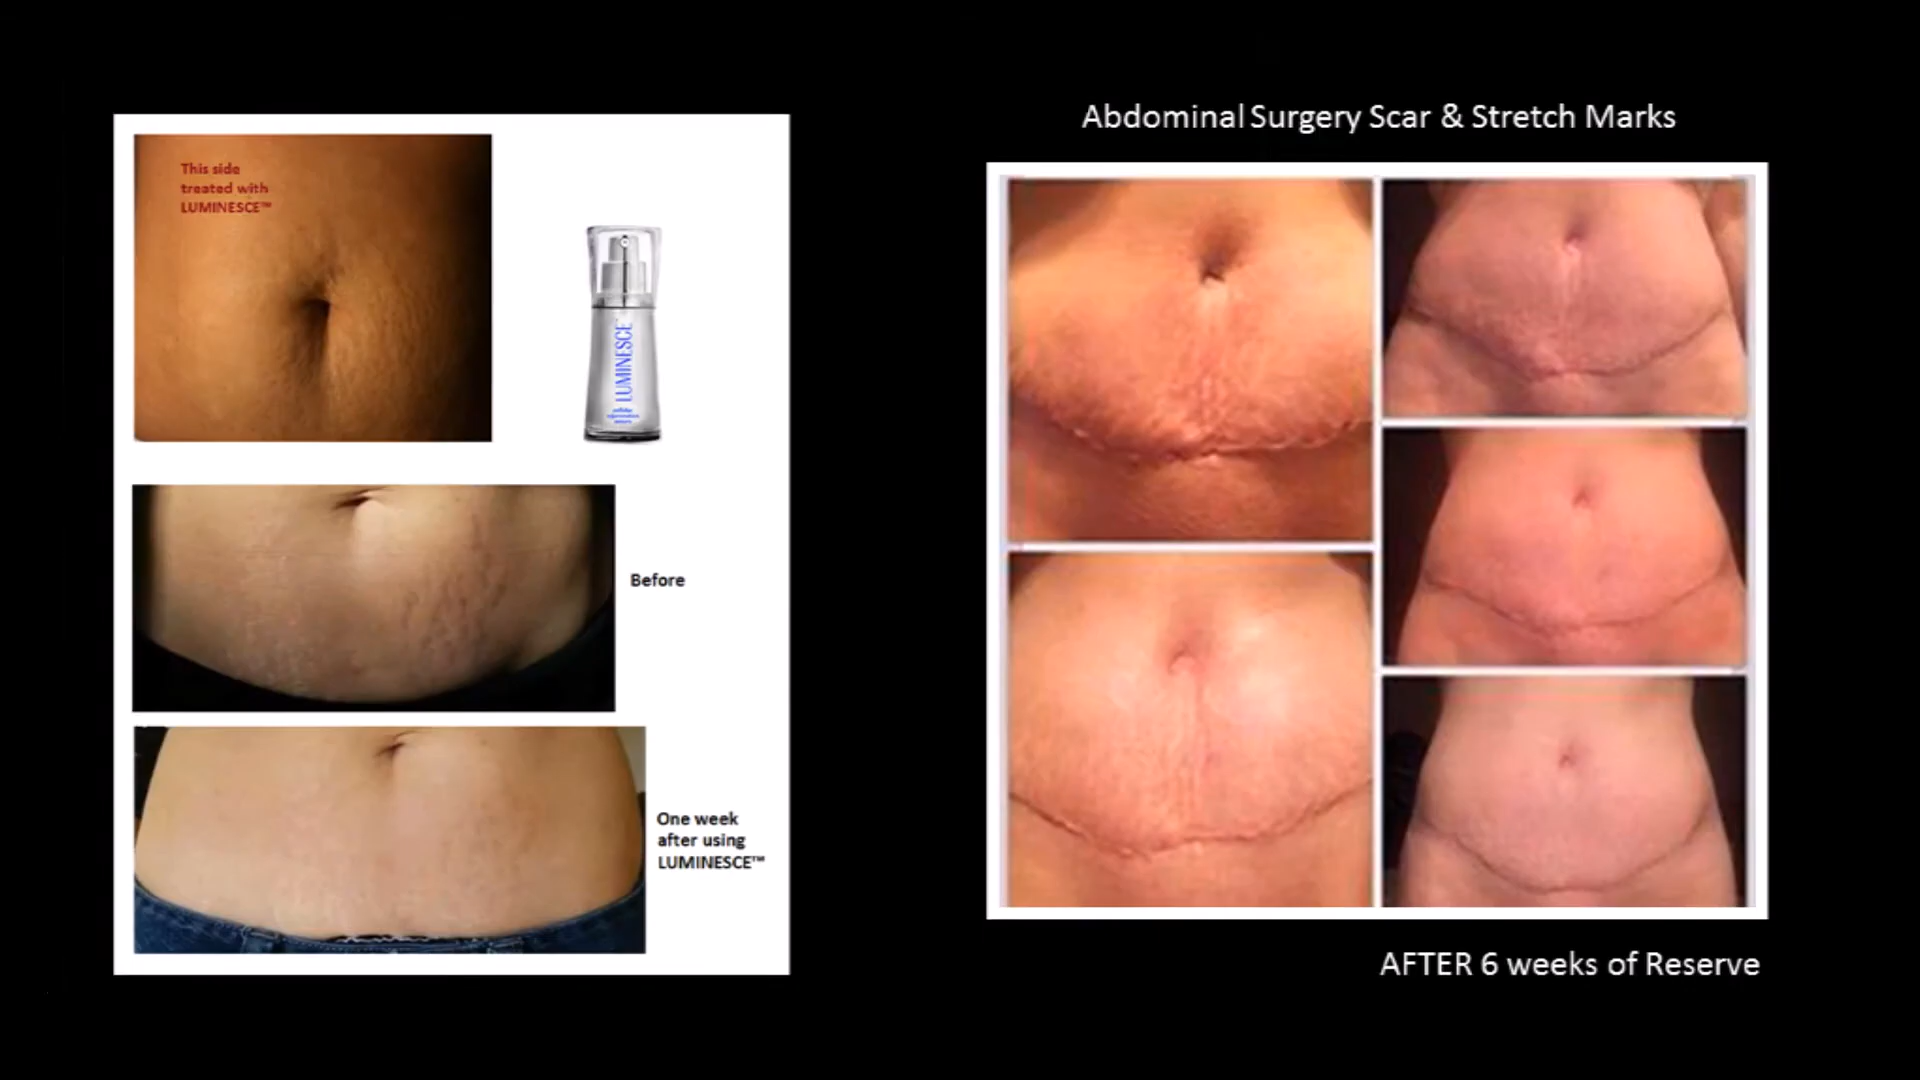 This side
treated with
LUMINESCE™
LUMINESCE
Before
One week
after using
LUMINESCE™
Abdominal Surgery Scar & Stretch Marks
AFTER 6 weeks of Reserve